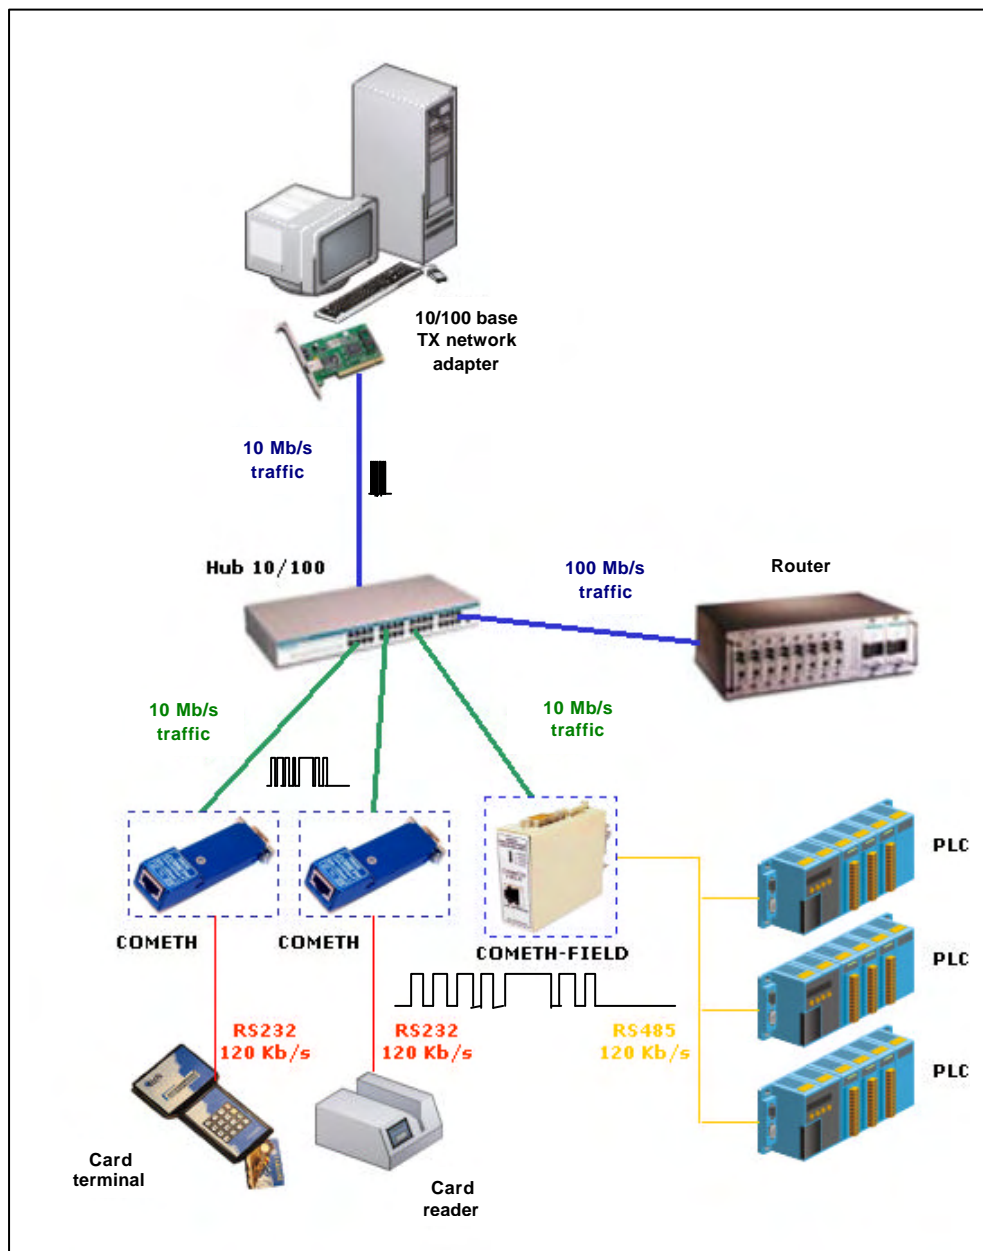 10/100 base
TX network
adapter
10 Mb/s
traffic
Hub 10/100
100 Mb/s
traffic
Router
10 Mb/s
traffic
10 Mb/s
traffic
PLC
COMETH
COMETH
COMETH-FIELD
PLC
RS232
120 Kb/s
RS232
120 Kb/s
RS485
120 Kb/s
PLC
Card
terminal
Card
reader